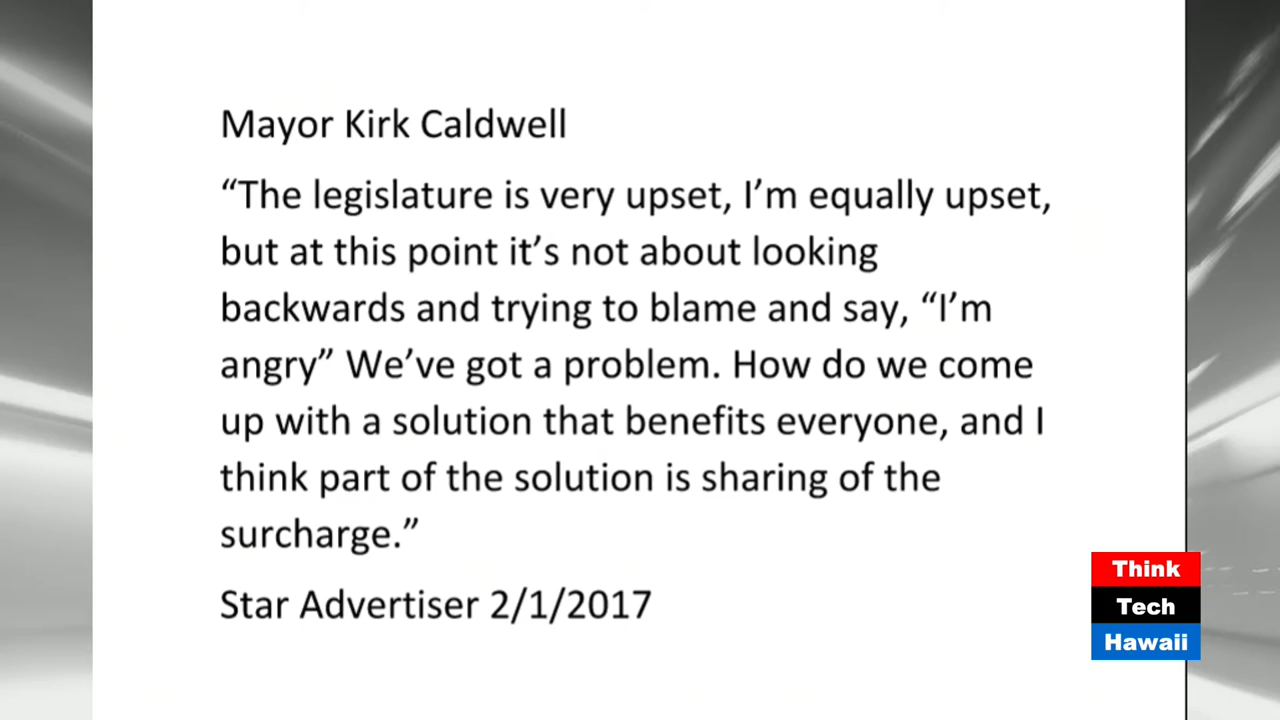 Mayor Kirk Caldwell
“The legislature is very upset, I’m equally upset,
but at this point it’s not about looking
backwards and trying to blame and say, “I’m
angry” We’ve got a problem. How do we come
up with a solution that benefits everyone, and I
think part of the solution is sharing of the
surcharge.”
Star Advertiser 2/1/2017
Think
Tech
Hawaii